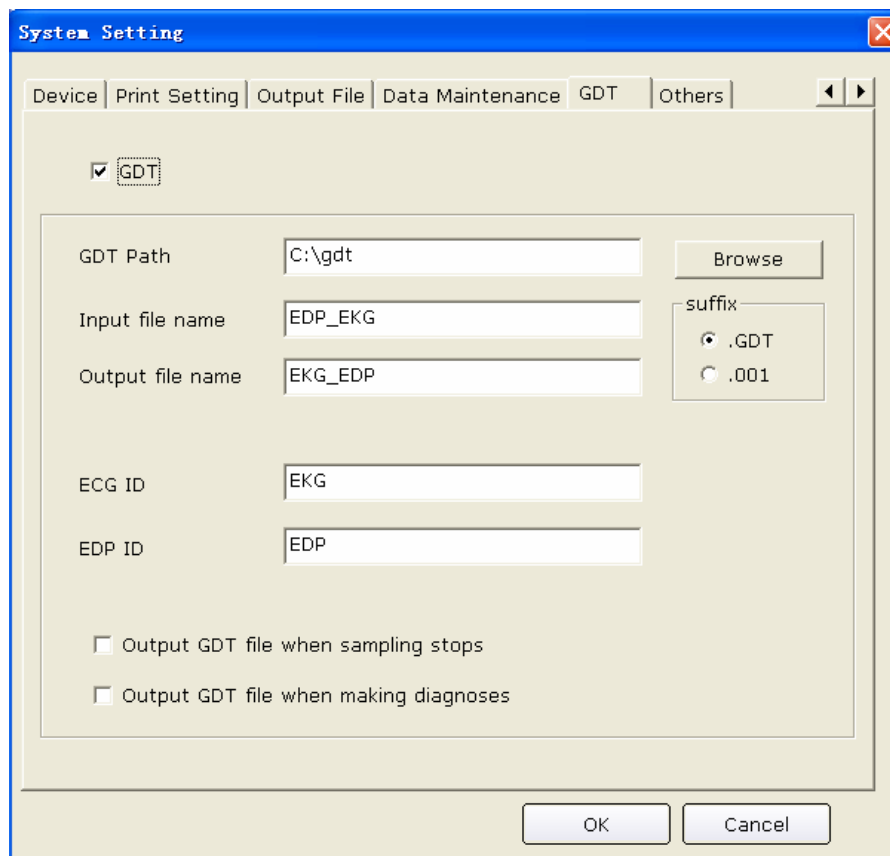 System Setting
Device Print Setting Output File Data Maintenance GDT Others
GDT
GDT Path C:\gdt Browse
Input file name EDP_EKG
suffix
.GDT
Output file name EKG_EDP
.001
ECG ID EKG
EDP ID EDP
Output GDT file when sampling stops
Output GDT file when making diagnoses
OK Cancel